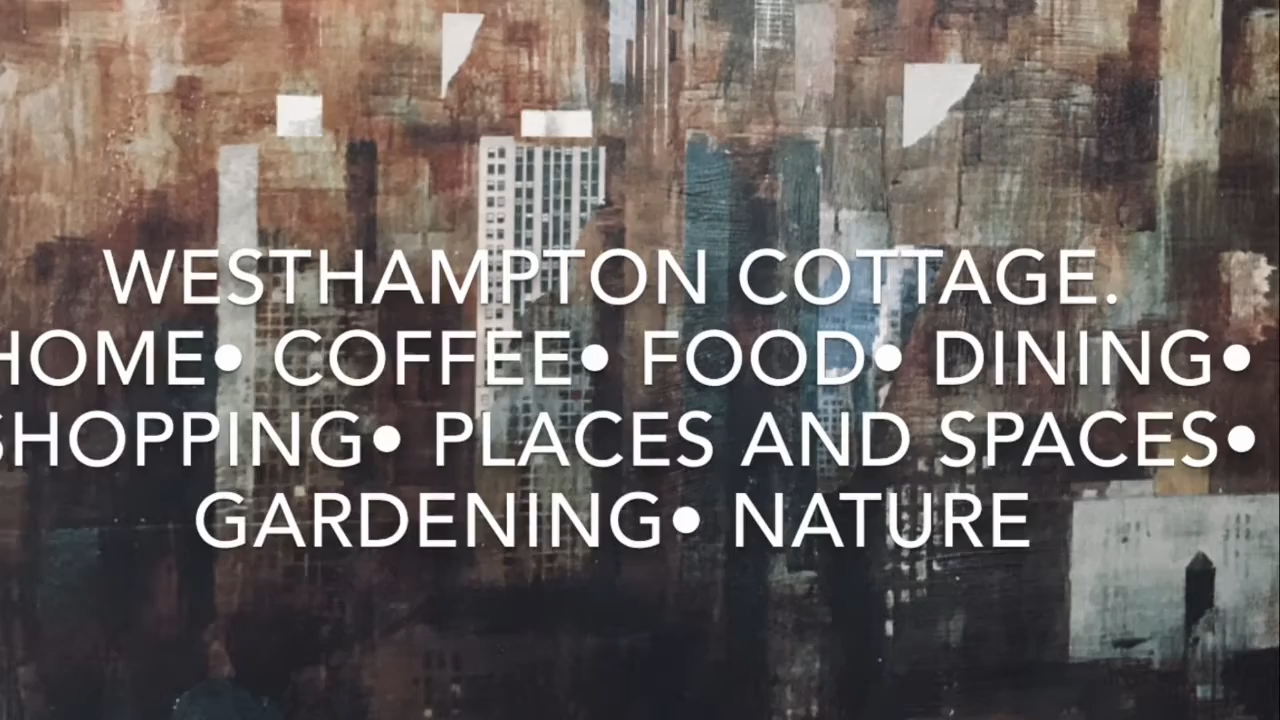 WESTHAMPTON COTTAGE.
HOME• COFFEE• FOOD• DINING•
SHOPPING• PLACES AND SPACES•
GARDENING• NATURE